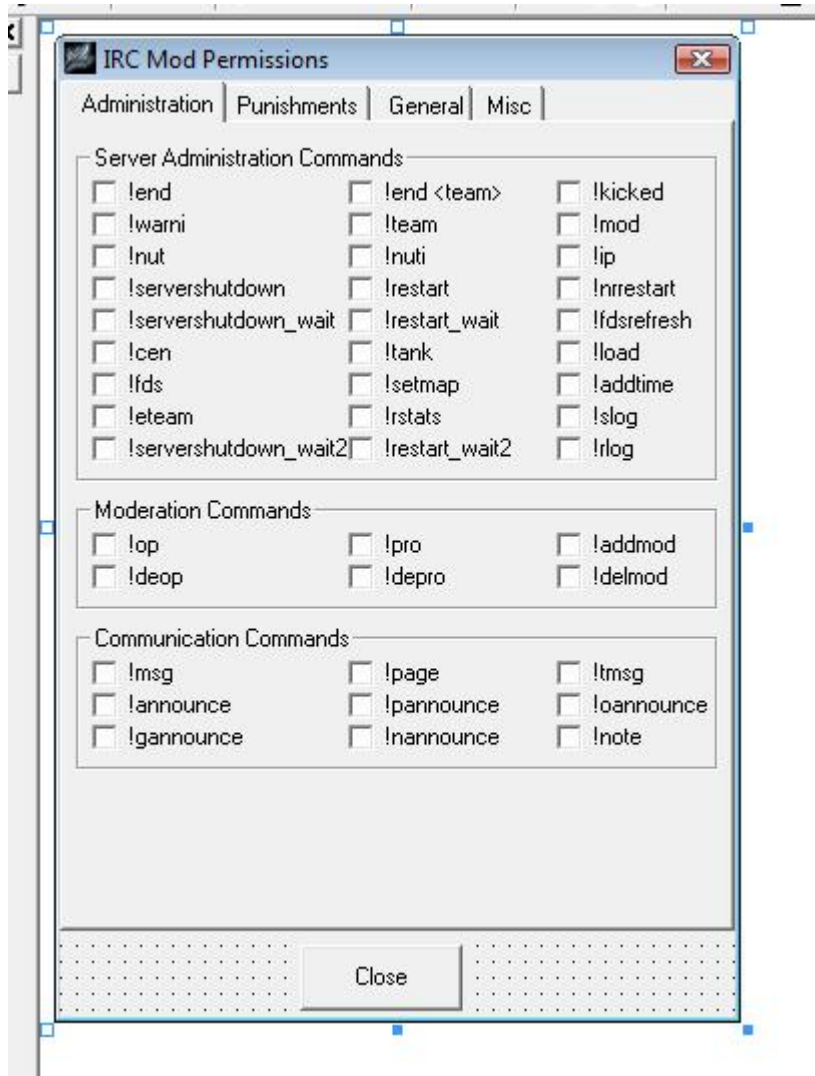 IRC Mod Permissions
Administration Punishments General Misc
Server Administration Commands
!end !end <team> !kicked
!warni !team !mod
!nut !nuti !ip
!servershutdown !restart !nrrestart
!servershutdown_wait !restart_wait !fdsrefresh
!cen !tank !load
!fds !setmap !addtime
!eteam !rstats !slog
!servershutdown_wait2 !restart_wait2 !rlog
Moderation Commands
!op !pro !addmod
!deop !depro !delmod
Communication Commands
!msg !page !tmsg
!announce !pannounce !oannounce
!gannounce !nannounce !note
Close